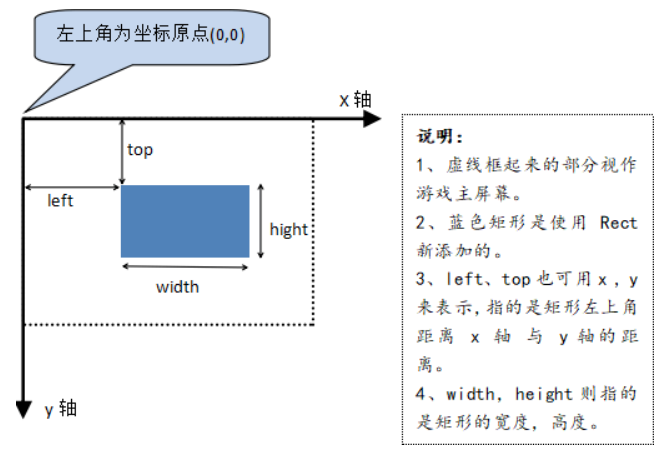 左上角为坐标原点(0,0)
X 轴
top
left
hight
width
y 轴
说明：
1、虚线框起来的部分视作
游戏主屏幕。
2、蓝色矩形是使用 Rect
新添加的。
3、left、top 也可用 x , y
来表示,指的是矩形左上角
距离 x 轴 与 y 轴的距
离。
4、width, height 则指的
是矩形的宽度, 高度。